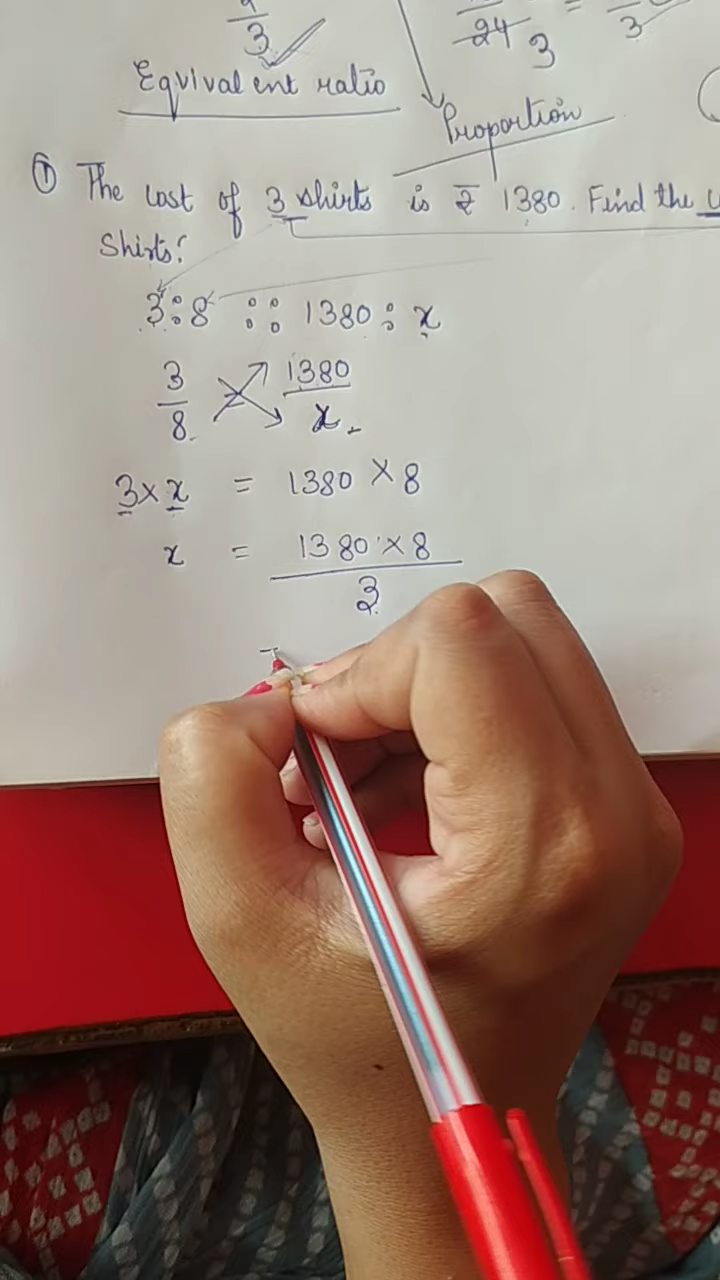 3
24 3 = 3
Equivalent ratio
Proportion
① The cost of 3 shirts is ₹ 1380. Find the
Shirts?
3:8 :: 1380 : x
3 1380
8 x
3 × x = 1380 × 8
x = 1380 × 8
3